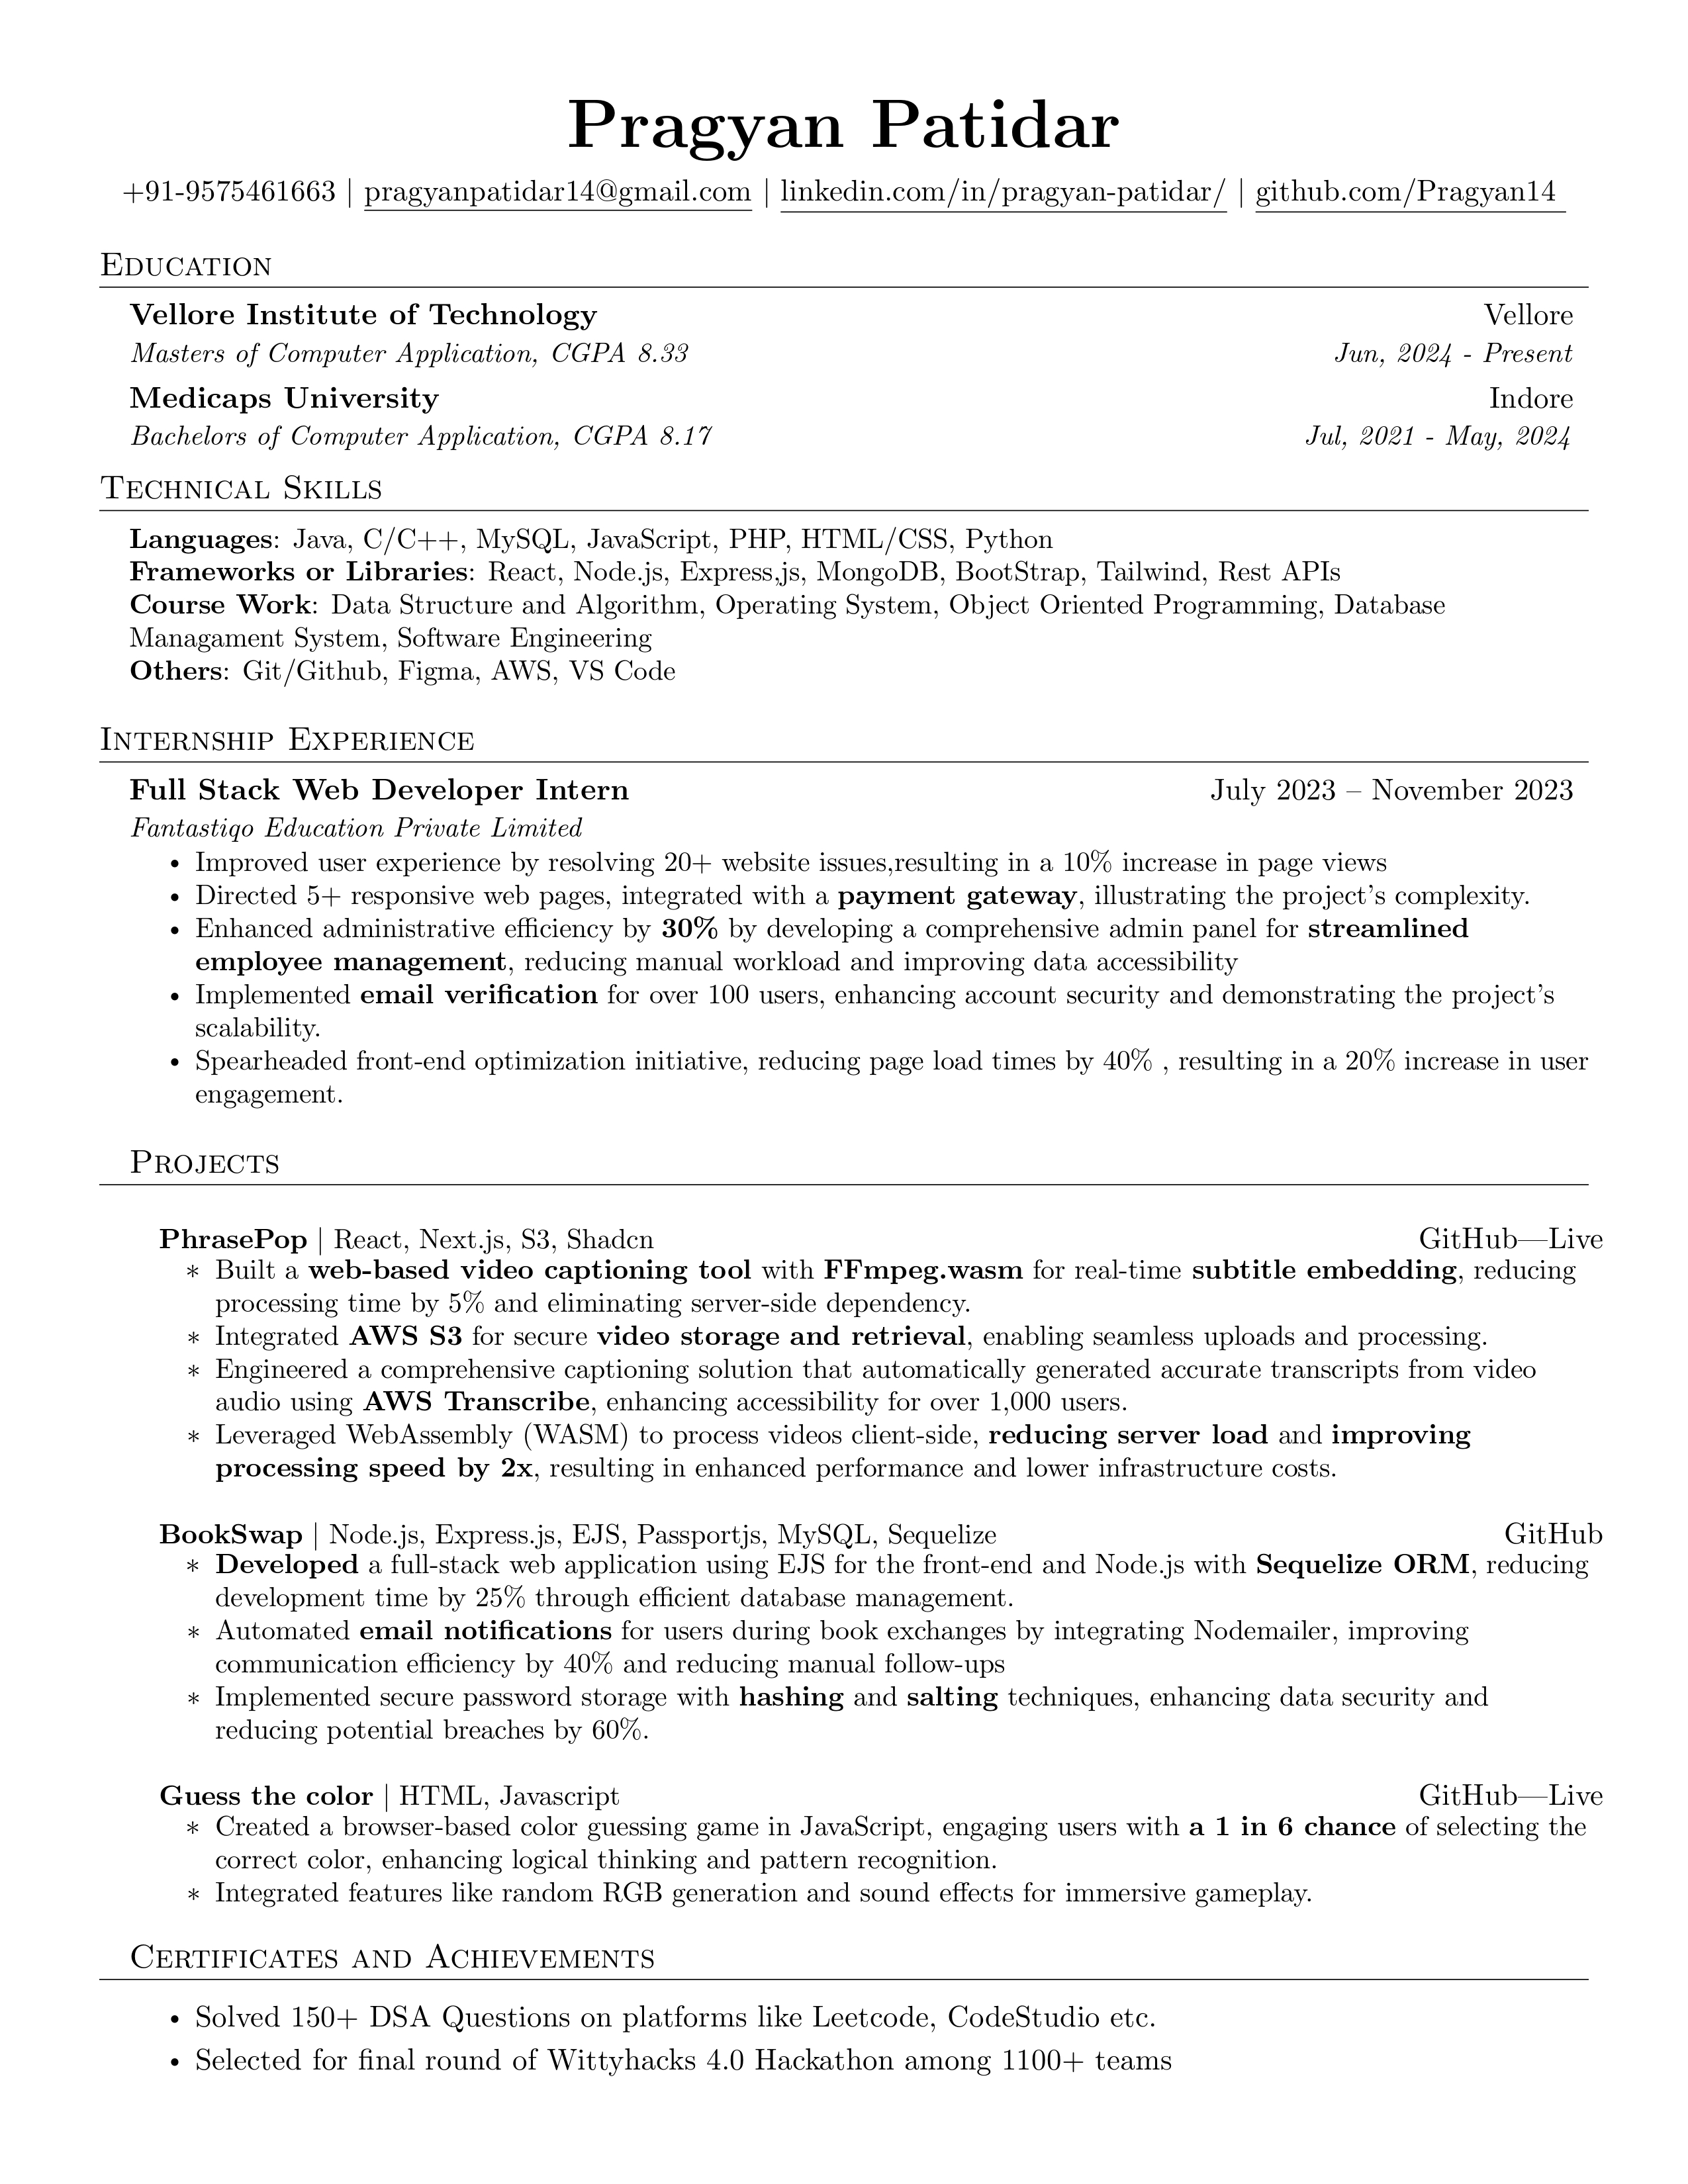 Pragyan Patidar
+91-9575461663 | pragyanpatidar14@gmail.com | linkedin.com/in/pragyan-patidar/ | github.com/Pragyan14
Education
Vellore Institute of Technology Vellore
Masters of Computer Application, CGPA 8.33 Jun, 2024 - Present
Medicaps University Indore
Bachelors of Computer Application, CGPA 8.17 Jul, 2021 - May, 2024
Technical Skills
Languages: Java, C/C++, MySQL, JavaScript, PHP, HTML/CSS, Python
Frameworks or Libraries: React, Node.js, Express,js, MongoDB, BootStrap, Tailwind, Rest APIs
Course Work: Data Structure and Algorithm, Operating System, Object Oriented Programming, Database
Managament System, Software Engineering
Others: Git/Github, Figma, AWS, VS Code
Internship Experience
Full Stack Web Developer Intern July 2023 – November 2023
Fantastiqo Education Private Limited
• Improved user experience by resolving 20+ website issues,resulting in a 10% increase in page views
• Directed 5+ responsive web pages, integrated with a payment gateway, illustrating the project's complexity.
• Enhanced administrative efficiency by 30% by developing a comprehensive admin panel for streamlined
employee management, reducing manual workload and improving data accessibility
• Implemented email verification for over 100 users, enhancing account security and demonstrating the project's
scalability.
• Spearheaded front-end optimization initiative, reducing page load times by 40% , resulting in a 20% increase in user
engagement.
Projects
PhrasePop | React, Next.js, S3, Shadcn GitHub—Live
∗ Built a web-based video captioning tool with FFmpeg.wasm for real-time subtitle embedding, reducing
processing time by 5% and eliminating server-side dependency.
∗ Integrated AWS S3 for secure video storage and retrieval, enabling seamless uploads and processing.
∗ Engineered a comprehensive captioning solution that automatically generated accurate transcripts from video
audio using AWS Transcribe, enhancing accessibility for over 1,000 users.
∗ Leveraged WebAssembly (WASM) to process videos client-side, reducing server load and improving
processing speed by 2x, resulting in enhanced performance and lower infrastructure costs.
BookSwap | Node.js, Express.js, EJS, Passportjs, MySQL, Sequelize GitHub
∗ Developed a full-stack web application using EJS for the front-end and Node.js with Sequelize ORM, reducing
development time by 25% through efficient database management.
∗ Automated email notifications for users during book exchanges by integrating Nodemailer, improving
communication efficiency by 40% and reducing manual follow-ups
∗ Implemented secure password storage with hashing and salting techniques, enhancing data security and
reducing potential breaches by 60%.
Guess the color | HTML, Javascript GitHub—Live
∗ Created a browser-based color guessing game in JavaScript, engaging users with a 1 in 6 chance of selecting the
correct color, enhancing logical thinking and pattern recognition.
∗ Integrated features like random RGB generation and sound effects for immersive gameplay.
Certificates and Achievements
• Solved 150+ DSA Questions on platforms like Leetcode, CodeStudio etc.
• Selected for final round of Wittyhacks 4.0 Hackathon among 1100+ teams